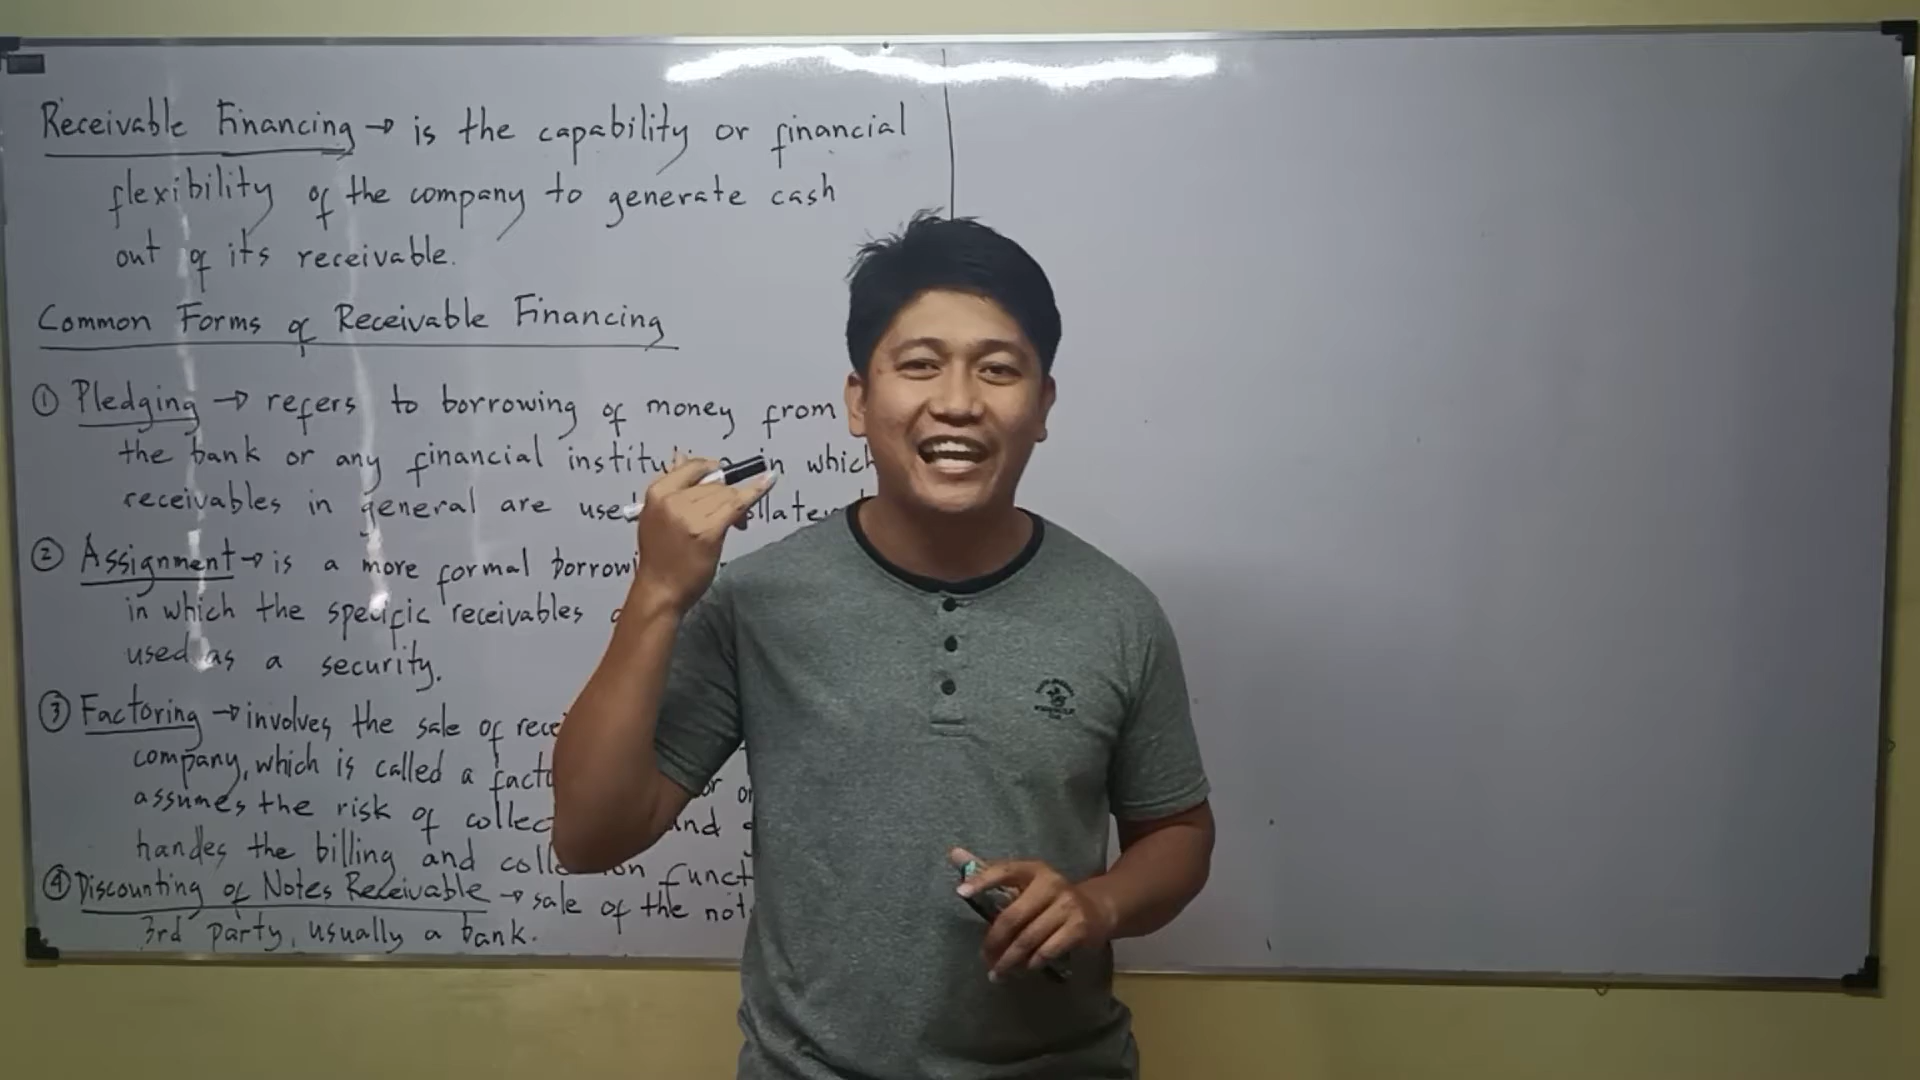 Receivable Financing → is the capability or financial
flexibility of the company to generate cash
out of its receivable.
Common Forms of Receivable Financing
① Pledging → refers to borrowing of money from
the bank or any financial in which
receivables in general are
② Assignment → is a more formal
in which the specific receivables
used as a security.
③ Factoring → involves the sale of
company, which is called a
assumes the risk of and
handles the billing and
④ Discounting of Notes Receivable → sale of the
3rd party, usually a bank.